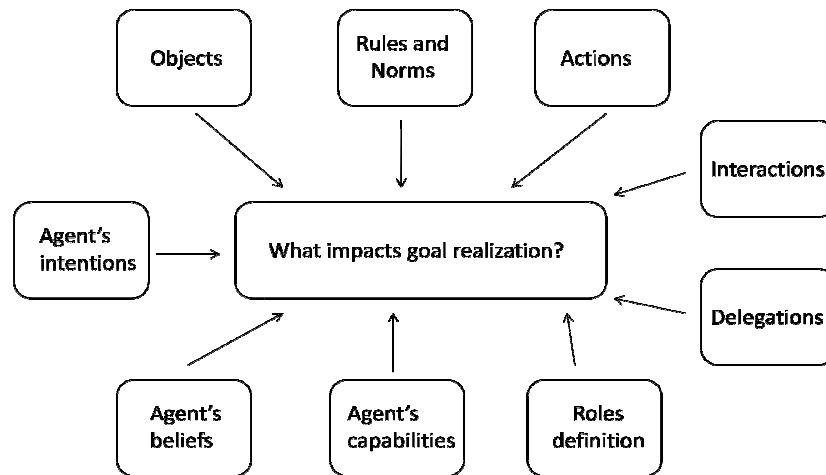 Objects
Rules and
Norms
Actions
Interactions
Agent's
intentions
What impacts goal realization?
Delegations
Agent's
beliefs
Agent's
capabilities
Roles
definition